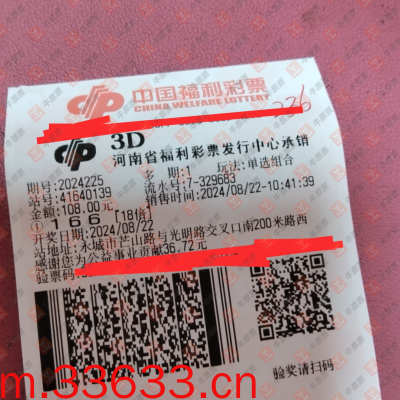 中国福利彩票
CHINA WELFARE LOTTERY
226
3D
河南省福利彩票发行中心承销
期号:2024225 多 期:1 玩法:单选组合
站号:41640139 流水号:7-329683
金额:108.00元 销售时间:2024/08/22-10:41:39
① 1 6 6 [18倍]
开奖日期:2024/08/22
站地址:永城市芒山路与光明路交叉口南200米路西
感谢您为公益事业贡献36.72元
验票码
验奖请扫码
m.33633.cn